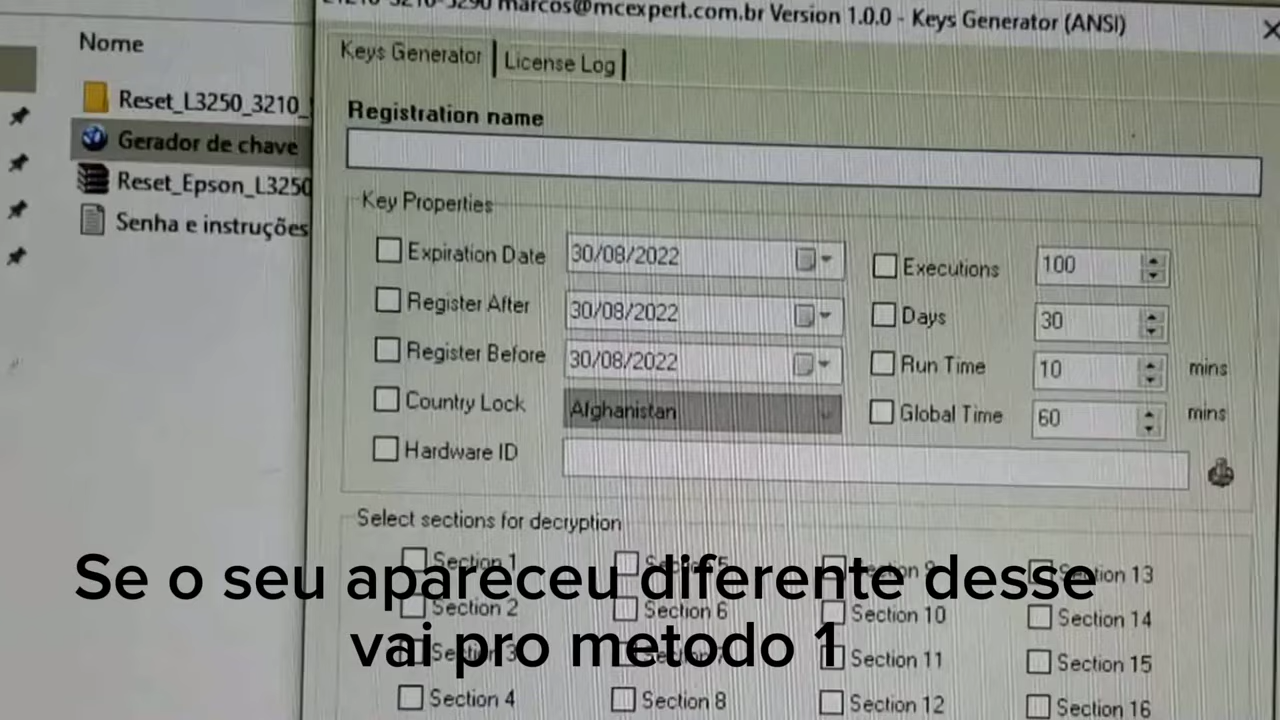 marcos@mcexpert.com.br Version 1.0.0 - Keys Generator (ANSI)
Nome
Reset_L3250_3210_
Gerador de chave
Reset_Epson_L3250
Senha e instruções
Keys Generator
License Log
Registration name
Key Properties
Expiration Date 30/08/2022 Executions 100
Register After 30/08/2022 Days 30
Register Before 30/08/2022 Run Time 10 mins
Country Lock Afghanistan Global Time 60 mins
Hardware ID
Select sections for decryption
Section 1 Section 13
Se o seu apareceu diferente desse
Section 2 Section 6 Section 10 Section 14
vai pro metodo 1
Section 11 Section 15
Section 4 Section 8 Section 12 Section 16